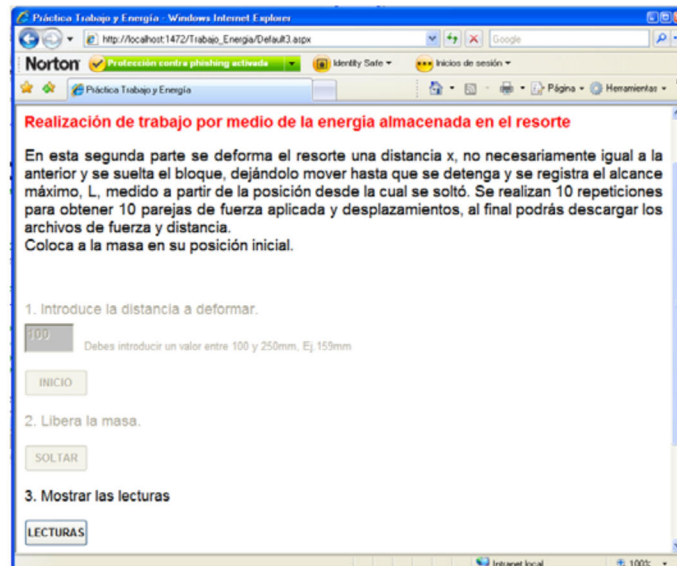 Práctica Trabajo y Energía - Windows Internet Explorer
http://localhost:1472/Trabajo_Energia/Default3.aspx
Google
Norton Protección contra phishing activada Identity Safe Inicios de sesión
Práctica Trabajo y Energía
Página Herramientas
Realización de trabajo por medio de la energia almacenada en el resorte
En esta segunda parte se deforma el resorte una distancia x, no necesariamente igual a la
anterior y se suelta el bloque, dejándolo mover hasta que se detenga y se registra el alcance
máximo, L, medido a partir de la posición desde la cual se soltó. Se realizan 10 repeticiones
para obtener 10 parejas de fuerza aplicada y desplazamientos, al final podrás descargar los
archivos de fuerza y distancia.
Coloca a la masa en su posición inicial.
1. Introduce la distancia a deformar.
100
Debes introducir un valor entre 100 y 250mm. Ej.159mm
INICIO
2. Libera la masa.
SOLTAR
3. Mostrar las lecturas
LECTURAS
Intranet local 100%